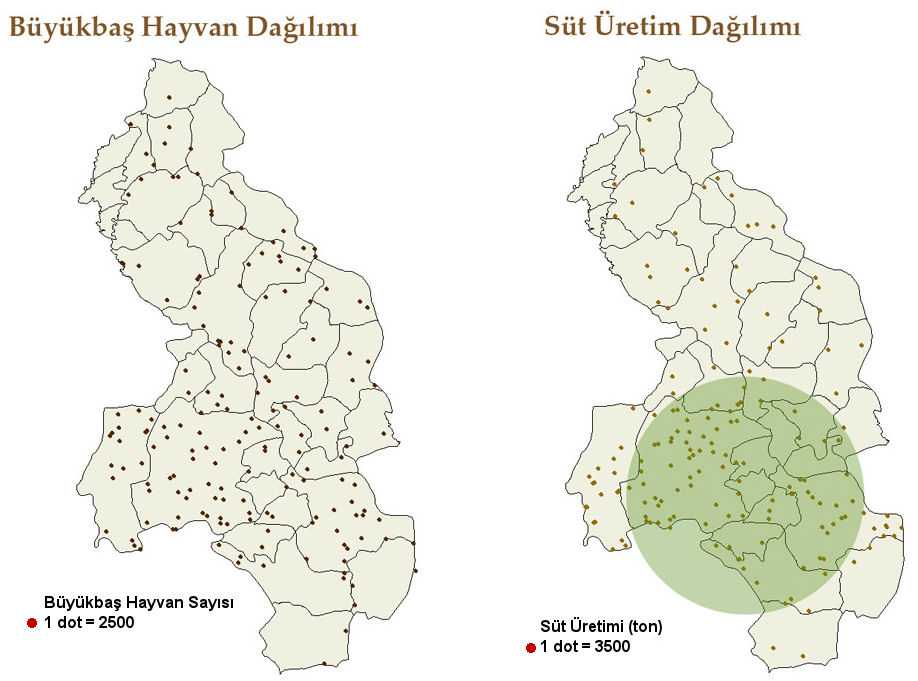 Büyükbaş Hayvan Dağılımı
Süt Üretim Dağılımı
Büyükbaş Hayvan Sayısı
1 dot = 2500
Süt Üretimi (ton)
1 dot = 3500